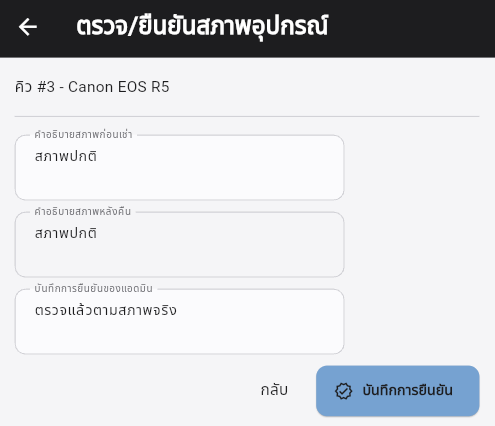 ตรวจ/ยืนยันสภาพอุปกรณ์
คิว #3 - Canon EOS R5
คำอธิบายสภาพก่อนเช่า
สภาพปกติ
คำอธิบายสภาพหลังคืน
สภาพปกติ
บันทึกการยืนยันของแอดมิน
ตรวจแล้วตามสภาพจริง
กลับ
บันทึกการยืนยัน